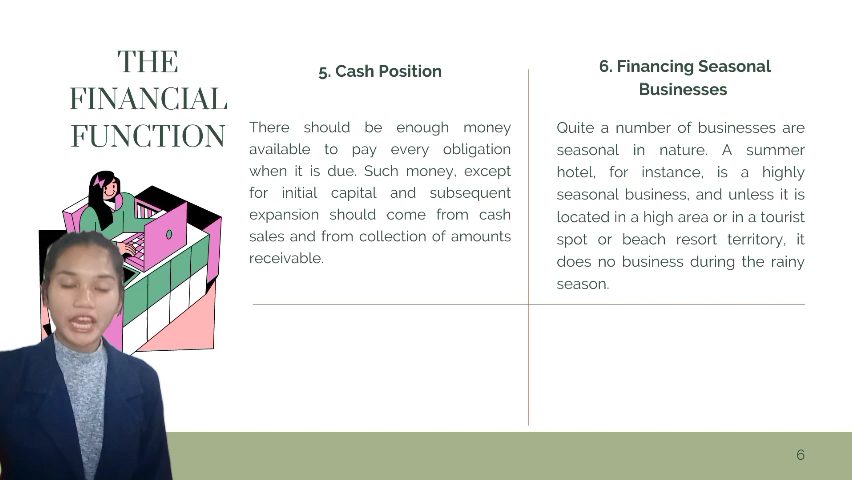 THE
FINANCIAL
FUNCTION
5. Cash Position
There should be enough money
available to pay every obligation
when it is due. Such money, except
for initial capital and subsequent
expansion should come from cash
sales and from collection of amounts
receivable.
6. Financing Seasonal
Businesses
Quite a number of businesses are
seasonal in nature. A summer
hotel, for instance, is a highly
seasonal business, and unless it is
located in a high area or in a tourist
spot or beach resort territory, it
does no business during the rainy
season.
6